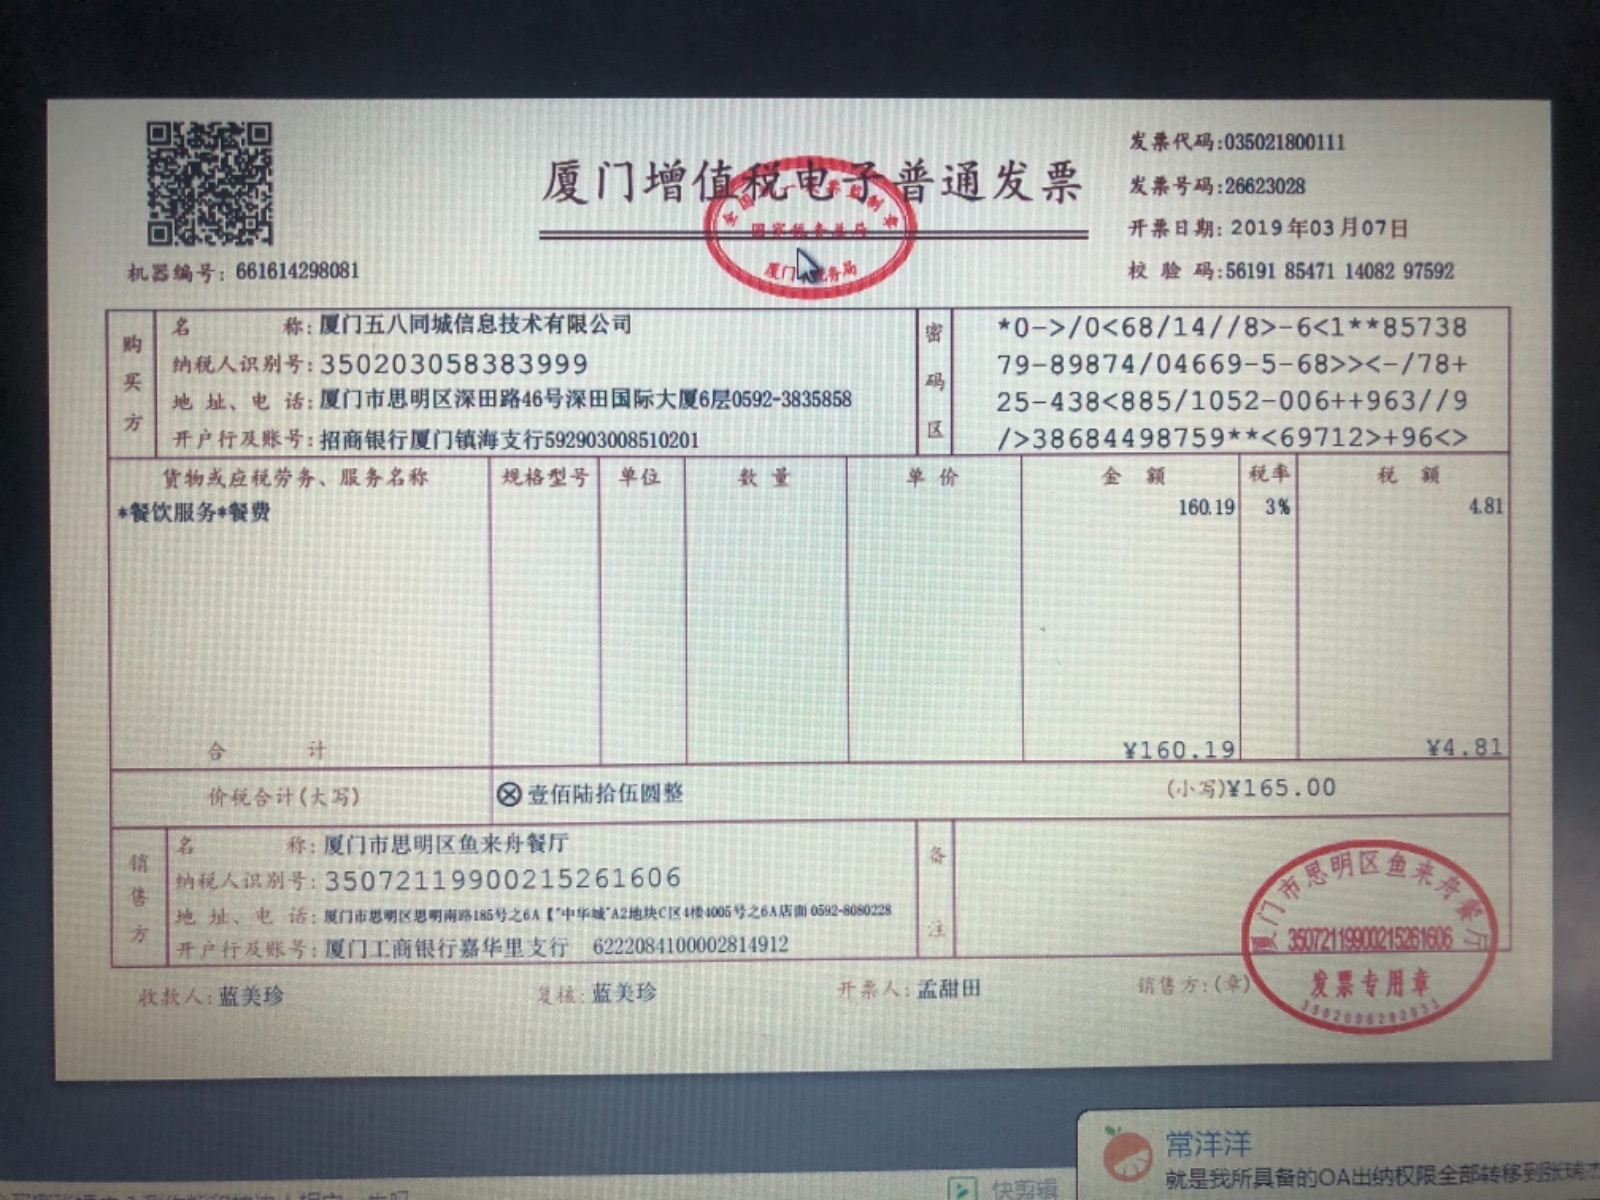 厦门增值税电子普通发票
全国统一发票监制章
国家税务总局
厦门 税务局
发票代码:035021800111
发票号码:26623028
开票日期: 2019年03月07日
校 验 码:56191 85471 14082 97592
机器编号: 661614298081
购买方
名 称: 厦门五八同城信息技术有限公司
纳税人识别号: 350203058383999
地 址、电 话: 厦门市思明区深田路46号深田国际大厦6层0592-3835858
开户行及账号: 招商银行厦门镇海支行592903008510201
密码区
*0->/0<68/14//8>-6<1**85738
79-89874/04669-5-68>><-/78+
25-438<885/1052-006++963//9
/>38684498759**<69712>+96<>
货物或应税劳务、服务名称 规格型号 单位 数 量 单 价 金 额 税率 税 额
*餐饮服务*餐费 160.19 3% 4.81
合 计 ¥160.19 ¥4.81
价税合计(大写) ⊗壹佰陆拾伍圆整 (小写)¥165.00
销售方
名 称: 厦门市思明区鱼来舟餐厅
纳税人识别号: 35072119900215261606
地 址、电 话: 厦门市思明区思明南路185号之6A【"中华城"A2地块C区4楼4005号之6A店面 0592-8080228
开户行及账号: 厦门工商银行嘉华里支行 6222084100002814912
备注
收款人: 蓝美珍 复核: 蓝美珍 开票人: 孟甜田 销售方:(章)
厦门市思明区鱼来舟餐厅
35072119900215261606
发票专用章
常洋洋
就是我所具备的OA出纳权限全部转移到张瑞杰
快剪辑